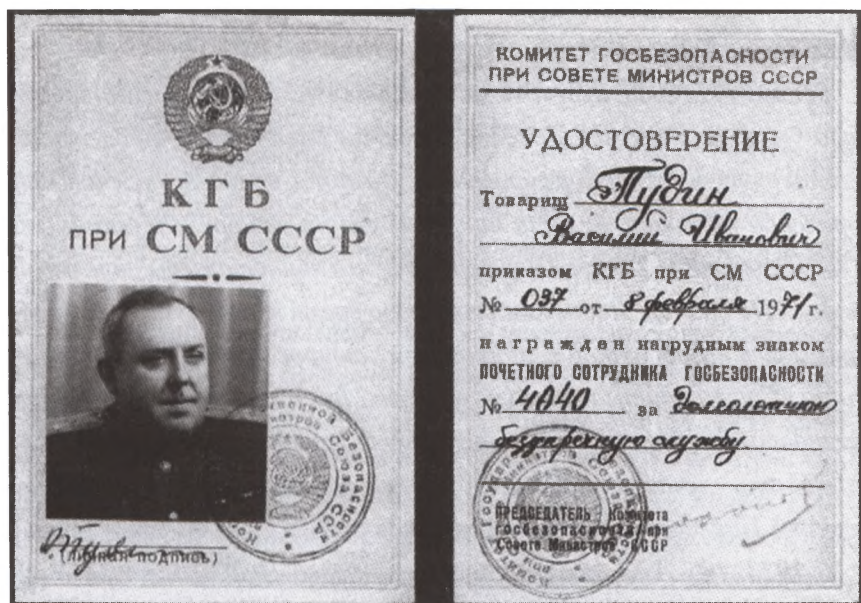 КГБ
ПРИ СМ СССР
(личная подпись)
КОМИТЕТ ГОСБЕЗОПАСНОСТИ
ПРИ СОВЕТЕ МИНИСТРОВ СССР
УДОСТОВЕРЕНИЕ
Товарищ Тудин
Василий Иванович
приказом КГБ при СМ СССР
№ 037 от 8 февраля 1971 г.
награжден нагрудным знаком
ПОЧЕТНОГО СОТРУДНИКА ГОСБЕЗОПАСНОСТИ
№ 4040 за долголетнюю
безупречную службу
ПРЕДСЕДАТЕЛЬ Комитета
госбезопасности при
Совете Министров СССР